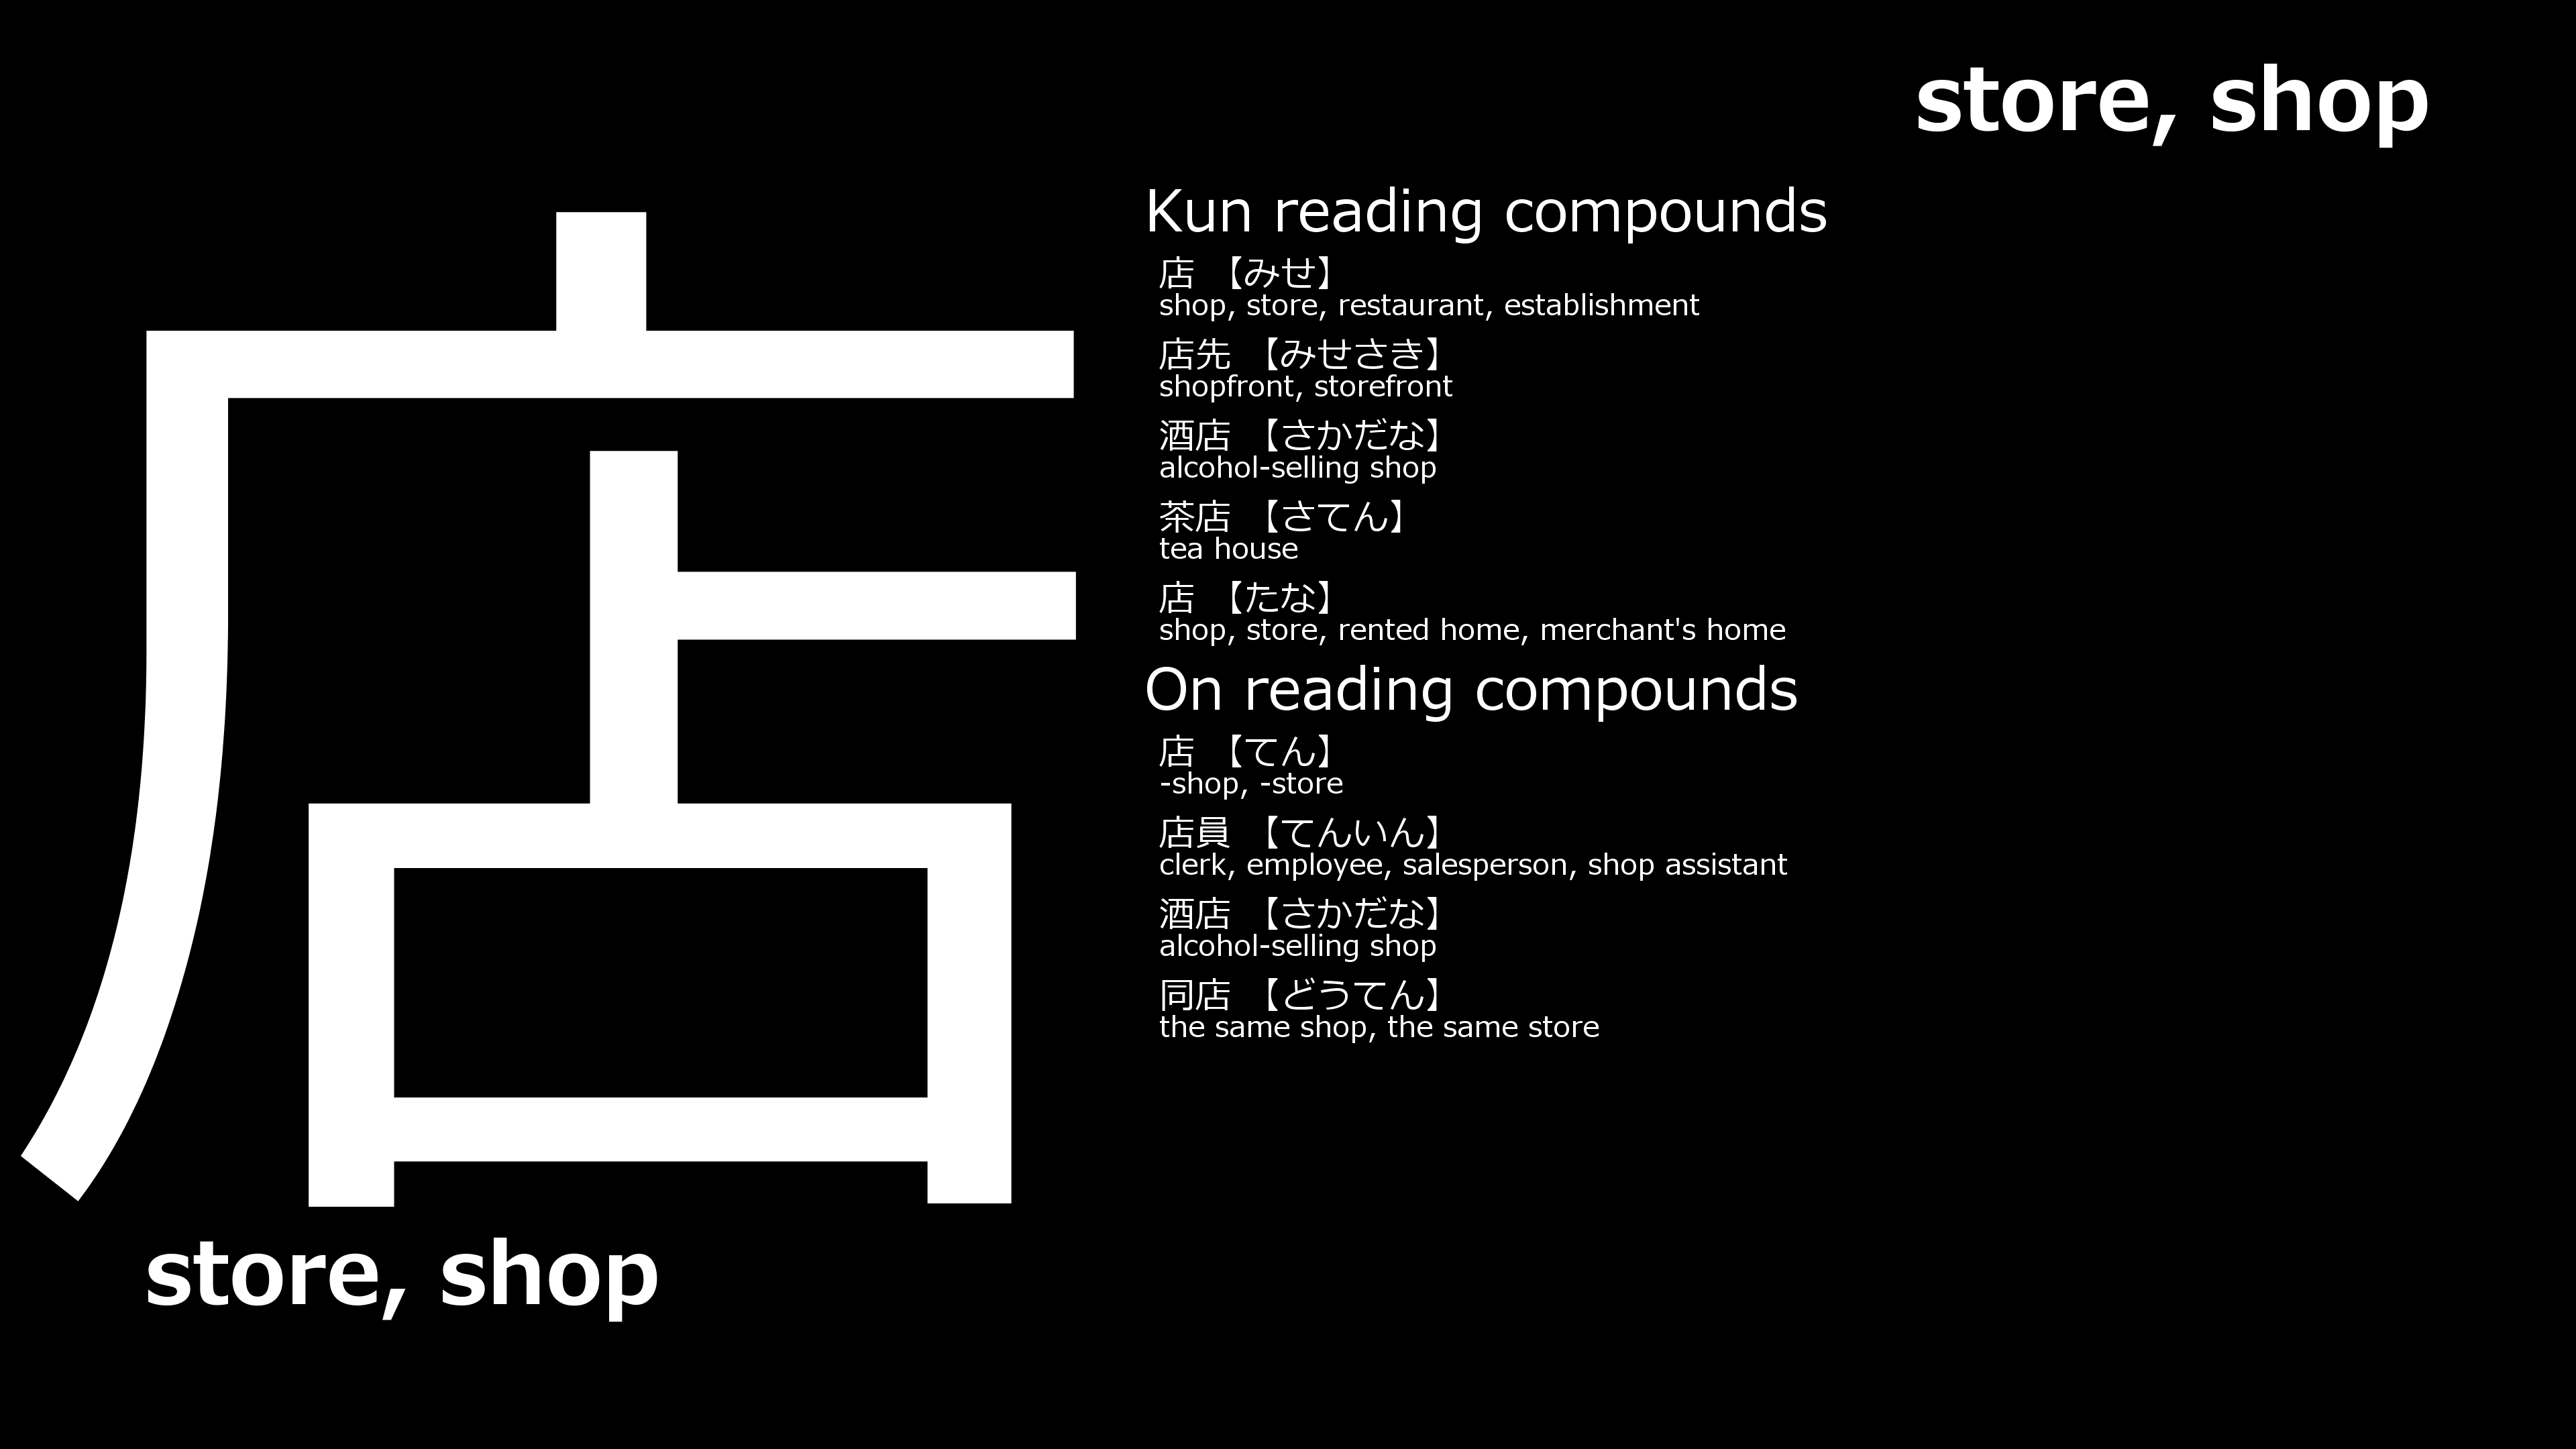 store, shop
店
Kun reading compounds
店 【みせ】
shop, store, restaurant, establishment
店先 【みせさき】
shopfront, storefront
酒店 【さかだな】
alcohol-selling shop
茶店 【さてん】
tea house
店 【たな】
shop, store, rented home, merchant's home
On reading compounds
店 【てん】
-shop, -store
店員 【てんいん】
clerk, employee, salesperson, shop assistant
酒店 【さかだな】
alcohol-selling shop
同店 【どうてん】
the same shop, the same store
store, shop